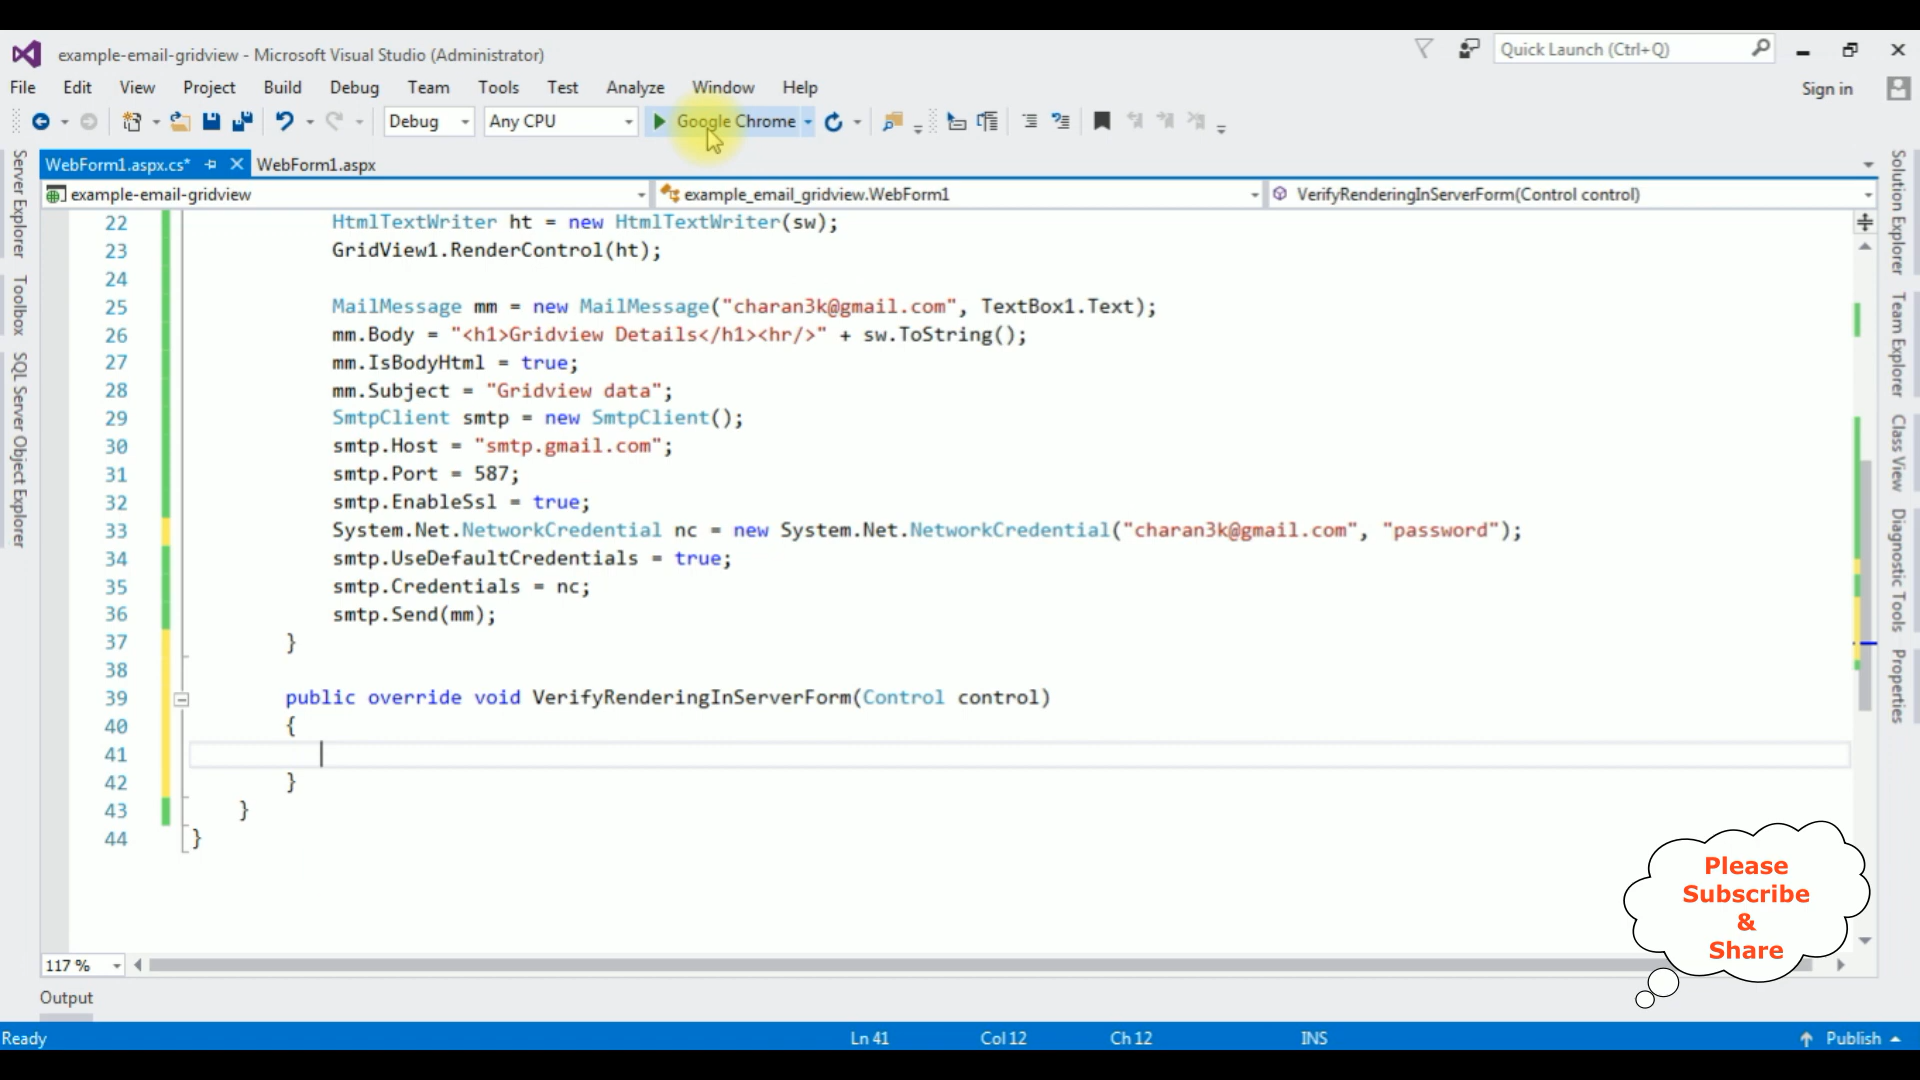 example-email-gridview - Microsoft Visual Studio (Administrator)
Quick Launch (Ctrl+Q)
File Edit View Project Build Debug Team Tools Test Analyze Window Help
Sign in
Debug Any CPU Google Chrome
WebForm1.aspx.cs* WebForm1.aspx
example-email-gridview example_email_gridview.WebForm1 VerifyRenderingInServerForm(Control control)
Server Explorer
Toolbox
SQL Server Object Explorer
22 HtmlTextWriter ht = new HtmlTextWriter(sw);
23 GridView1.RenderControl(ht);
24
25 MailMessage mm = new MailMessage("charan3k@gmail.com", TextBox1.Text);
26 mm.Body = "<h1>Gridview Details</h1><hr/>" + sw.ToString();
27 mm.IsBodyHtml = true;
28 mm.Subject = "Gridview data";
29 SmtpClient smtp = new SmtpClient();
30 smtp.Host = "smtp.gmail.com";
31 smtp.Port = 587;
32 smtp.EnableSsl = true;
33 System.Net.NetworkCredential nc = new System.Net.NetworkCredential("charan3k@gmail.com", "password");
34 smtp.UseDefaultCredentials = true;
35 smtp.Credentials = nc;
36 smtp.Send(mm);
37 }
38
39 public override void VerifyRenderingInServerForm(Control control)
40 {
41
42 }
43 }
44 }
Solution Explorer
Team Explorer
Class View
Diagnostic Tools
Properties
Please
Subscribe
&
Share
117 %
Output
Ready Ln 41 Col 12 Ch 12 INS Publish